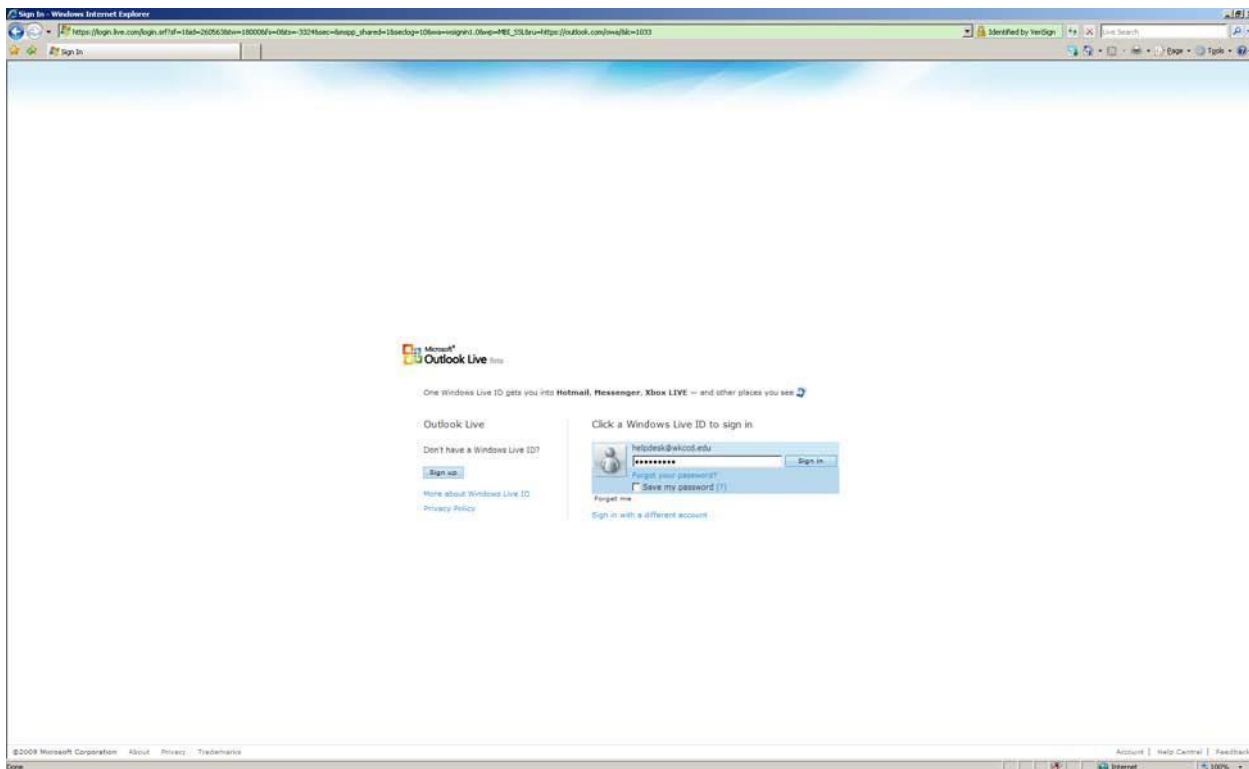 Sign In - Windows Internet Explorer
Identified by VeriSign
Live Search
Sign In
Page
Tools
Microsoft®
Outlook Live Beta
One Windows Live ID gets you into Hotmail, Messenger, Xbox LIVE — and other places you see
Outlook Live
Don't have a Windows Live ID?
Sign up
More about Windows Live ID
Privacy Policy
Click a Windows Live ID to sign in
helpdesk@wkccd.edu
Sign in
Forgot your password?
Save my password (?)
Forget me
Sign in with a different account
©2009 Microsoft Corporation About Privacy Trademarks
Account | Help Central | Feedback
Done
Internet
100%